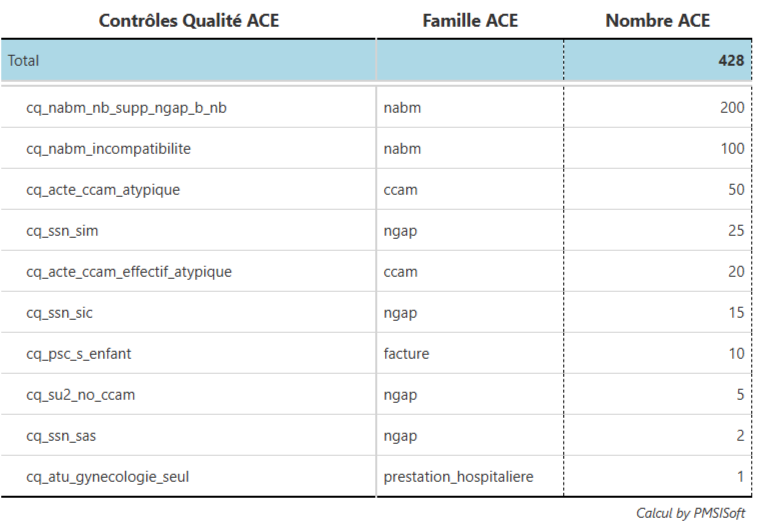 Contrôles Qualité ACE Famille ACE Nombre ACE
Total 428
cq_nabm_nb_supp_ngap_b_nb nabm 200
cq_nabm_incompatibilite nabm 100
cq_acte_ccam_atypique ccam 50
cq_ssn_sim ngap 25
cq_acte_ccam_effectif_atypique ccam 20
cq_ssn_sic ngap 15
cq_psc_s_enfant facture 10
cq_su2_no_ccam ngap 5
cq_ssn_sas ngap 2
cq_atu_gynecologie_seul prestation_hospitaliere 1
Calcul by PMSISoft